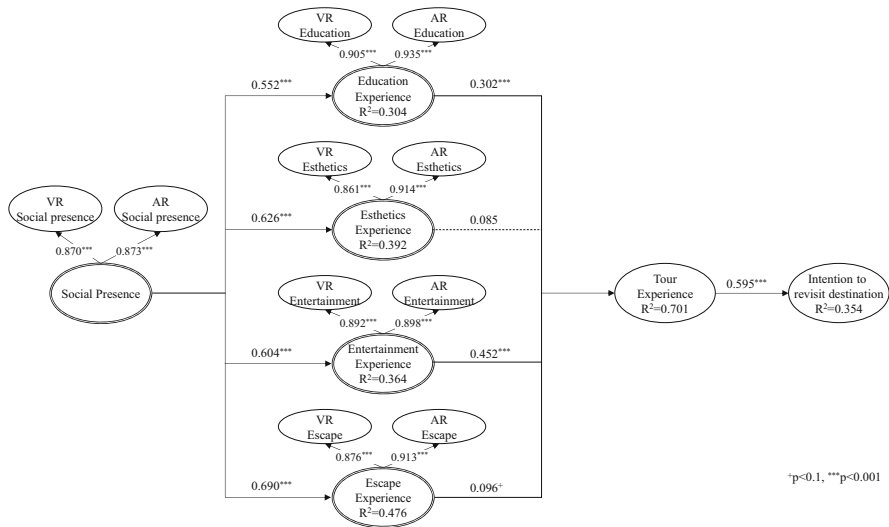 VR
Education
AR
Education
0.905***
0.935***
0.552***
Education
Experience
R²=0.304
0.302***
VR
Esthetics
AR
Esthetics
0.861***
0.914***
0.626***
Esthetics
Experience
R²=0.392
0.085
VR
Social presence
AR
Social presence
0.870***
0.873***
Social Presence
VR
Entertainment
AR
Entertainment
0.892***
0.898***
0.604***
Entertainment
Experience
R²=0.364
0.452***
Tour
Experience
R²=0.701
0.595***
Intention to
revisit destination
R²=0.354
VR
Escape
AR
Escape
0.876***
0.913***
0.690***
Escape
Experience
R²=0.476
0.096⁺
⁺p<0.1, ***p<0.001